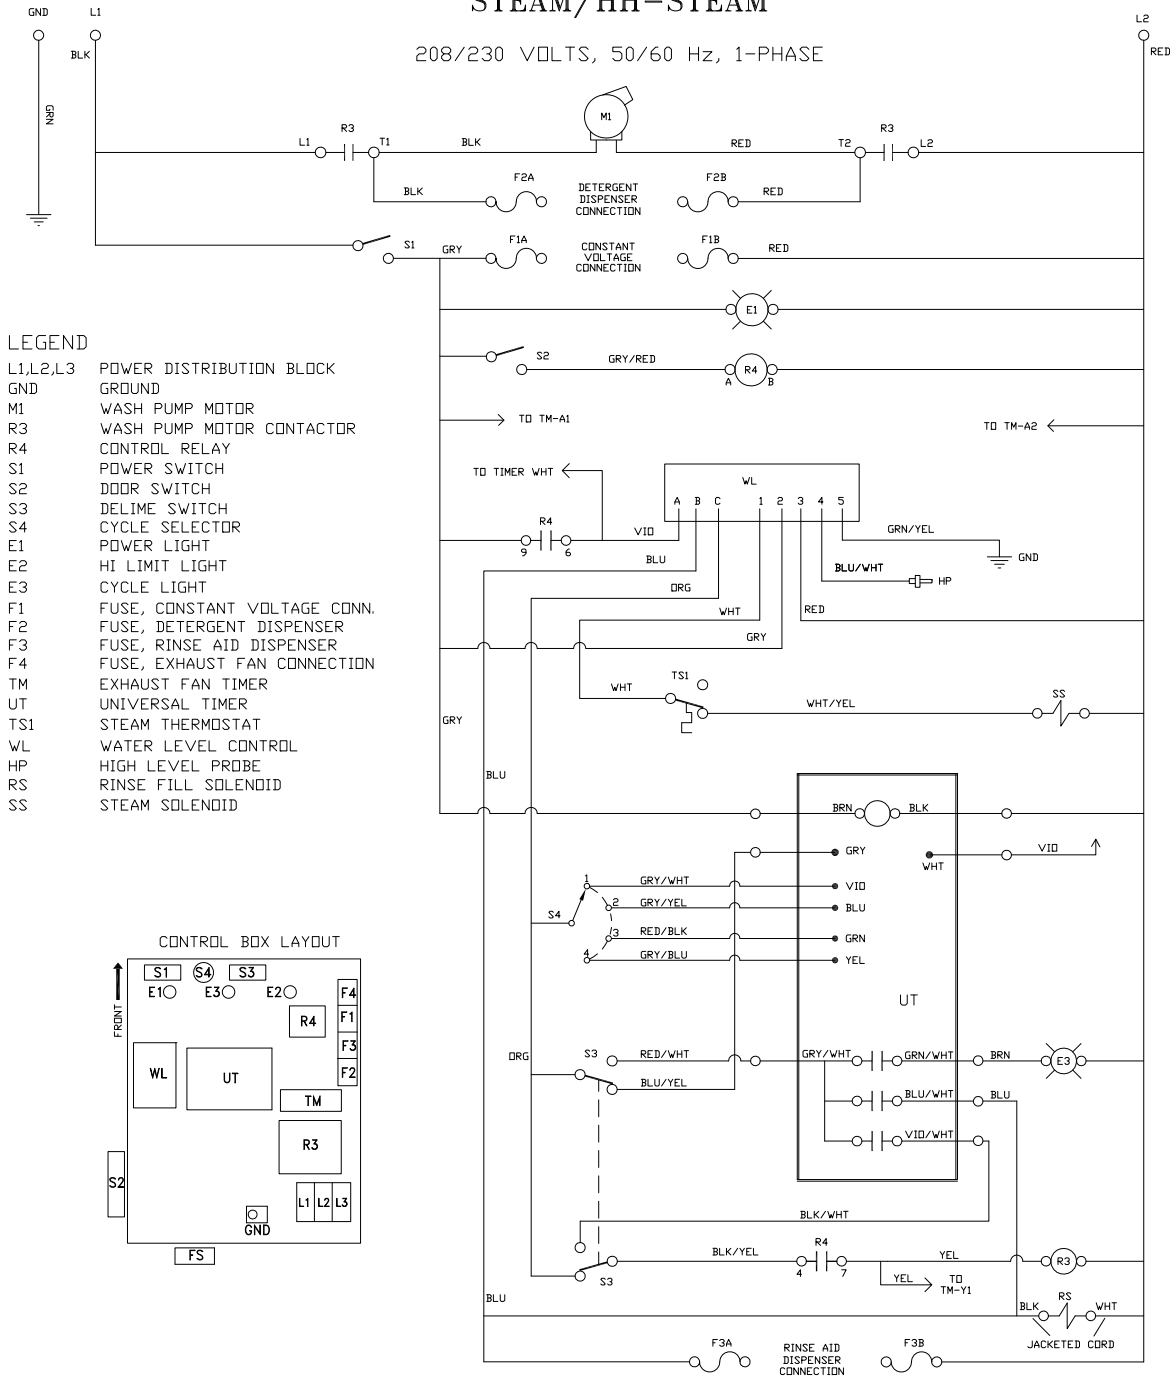 STEAM/HH-STEAM
208/230 VOLTS, 50/60 Hz, 1-PHASE
GND
L1
L2
BLK
RED
GRN
M1
L1
R3
T1
BLK
RED
T2
R3
L2
BLK
F2A
DETERGENT
DISPENSER
CONNECTION
F2B
RED
S1
GRY
F1A
CONSTANT
VOLTAGE
CONNECTION
F1B
RED
E1
S2
GRY/RED
A
R4
B
TO TM-A1
TO TM-A2
TO TIMER WHT
WL
A B C 1 2 3 4 5
R4
9
6
VIO
GRN/YEL
GND
BLU
BLU/WHT
HP
ORG
WHT
RED
GRY
WHT
TS1
WHT/YEL
SS
GRY
BLU
BRN
BLK
GRY
WHT
VIO
1
GRY/WHT
VIO
2
GRY/YEL
BLU
S4
3
RED/BLK
GRN
4
GRY/BLU
YEL
UT
ORG
S3
RED/WHT
GRY/WHT
GRN/WHT
BRN
E3
BLU/YEL
BLU/WHT
BLU
VIO/WHT
BLK/WHT
BLK/YEL
R4
4
7
YEL
R3
S3
YEL
TO
TM-Y1
BLU
BLK
RS
WHT
JACKETED CORD
F3A
RINSE AID
DISPENSER
CONNECTION
F3B
LEGEND
L1,L2,L3 POWER DISTRIBUTION BLOCK
GND GROUND
M1 WASH PUMP MOTOR
R3 WASH PUMP MOTOR CONTACTOR
R4 CONTROL RELAY
S1 POWER SWITCH
S2 DOOR SWITCH
S3 DELIME SWITCH
S4 CYCLE SELECTOR
E1 POWER LIGHT
E2 HI LIMIT LIGHT
E3 CYCLE LIGHT
F1 FUSE, CONSTANT VOLTAGE CONN.
F2 FUSE, DETERGENT DISPENSER
F3 FUSE, RINSE AID DISPENSER
F4 FUSE, EXHAUST FAN CONNECTION
TM EXHAUST FAN TIMER
UT UNIVERSAL TIMER
TS1 STEAM THERMOSTAT
WL WATER LEVEL CONTROL
HP HIGH LEVEL PROBE
RS RINSE FILL SOLENOID
SS STEAM SOLENOID
CONTROL BOX LAYOUT
FRONT
S1
S4
S3
E1
E3
E2
F4
R4
F1
F3
WL
UT
F2
TM
R3
S2
L1 L2 L3
GND
FS